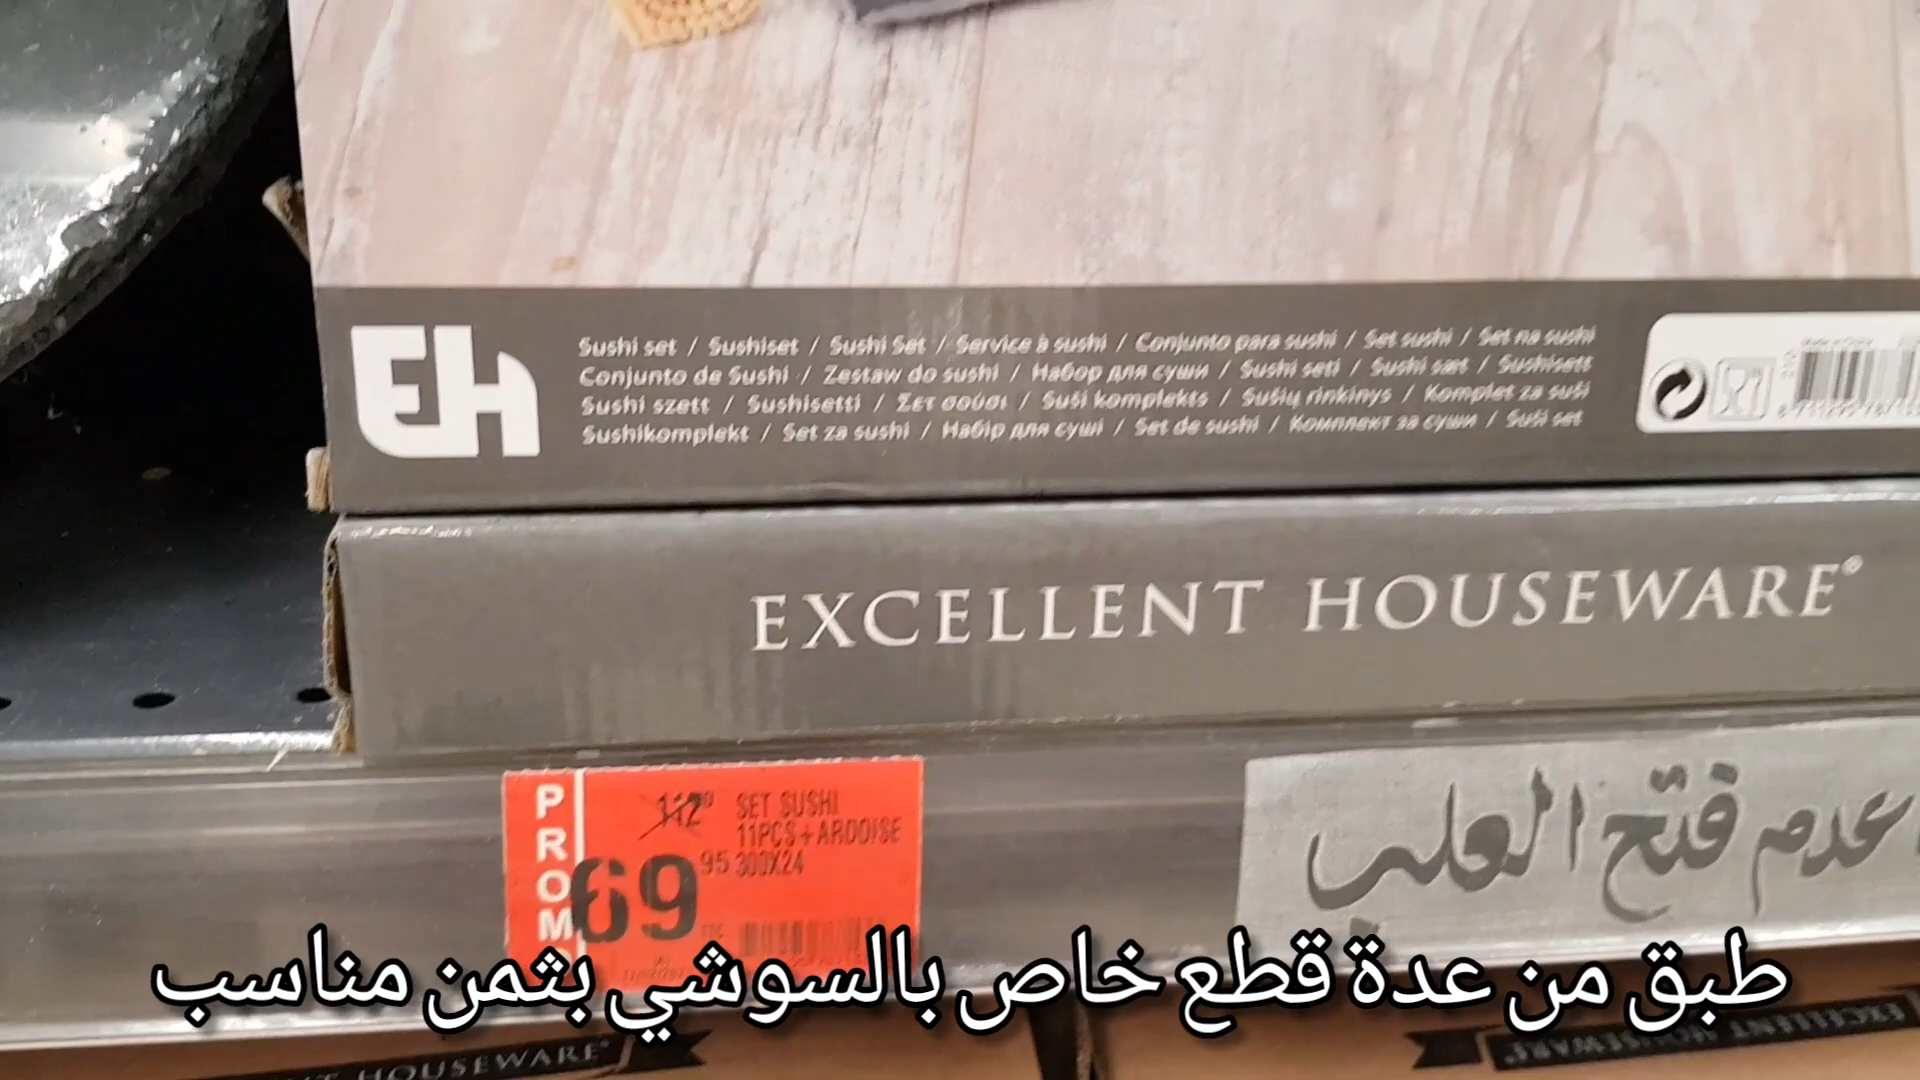 EH
Sushi set / Sushiset / Sushi Set / Service à sushi / Conjunto para sushi / Set sushi / Set na sushi
Conjunto de Sushi / Zestaw do sushi / Набор для суши / Sushi seti / Sushi sæt / Sushisett
Sushi szett / Sushisetti / Σετ σούσι / Suši komplekts / Sušių rinkinys / Komplet za suši
Sushikomplekt / Set za sushi / Набір для суші / Set de sushi / Комплект за суши / Suši set
EXCELLENT HOUSEWARE®
PROMO
112 SET SUSHI
11PCS+ARDOISE
69 95 300X24
عدم فتح العلب
طبق من عدة قطع خاص بالسوشي بثمن مناسب
HOUSEWARE®
EXCELLENT HOUSEWARE®